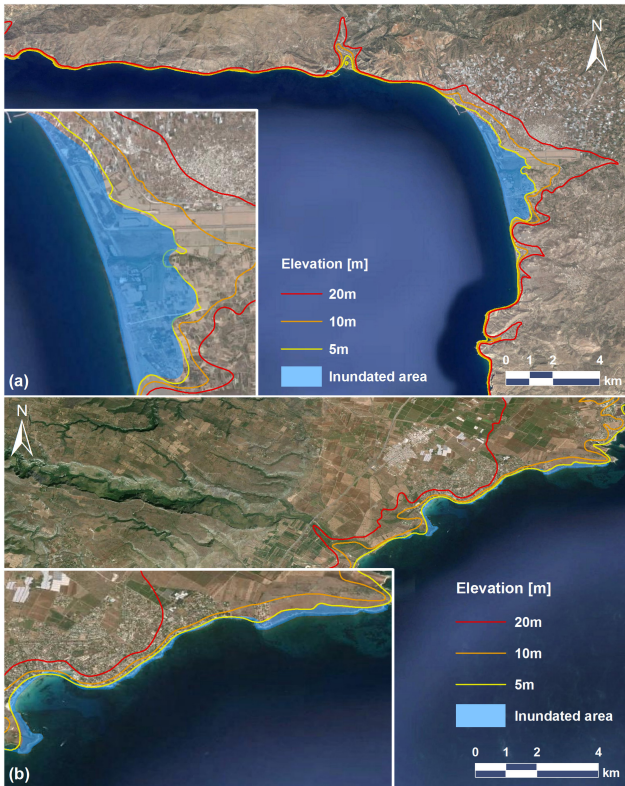 N
Elevation [m]
20m
10m
5m
Inundated area
0 1 2 4
km
(a)
N
Elevation [m]
20m
10m
5m
Inundated area
0 1 2 4
km
(b)